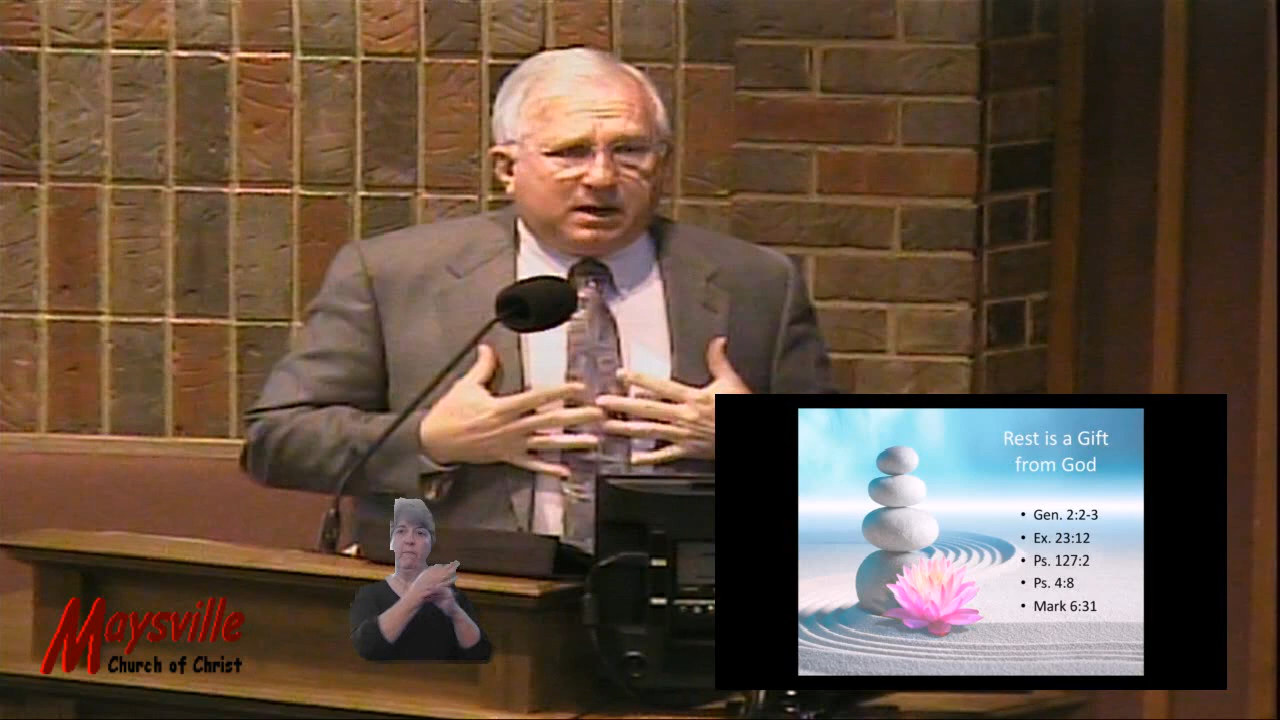 Maysville
Church of Christ
Rest is a Gift
from God
• Gen. 2:2-3
• Ex. 23:12
• Ps. 127:2
• Ps. 4:8
• Mark 6:31